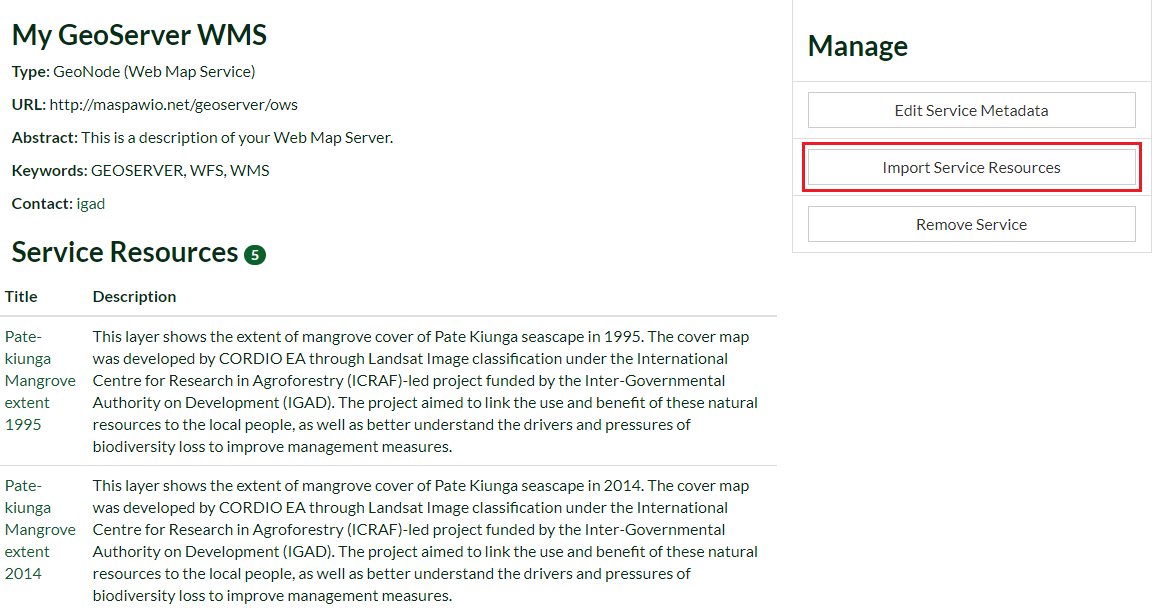 My GeoServer WMS
Type: GeoNode (Web Map Service)
URL: http://maspawio.net/geoserver/ows
Abstract: This is a description of your Web Map Server.
Keywords: GEOSERVER, WFS, WMS
Contact: igad
Service Resources 5
Title Description
Pate-
kiunga
Mangrove
extent
1995
This layer shows the extent of mangrove cover of Pate Kiunga seascape in 1995. The cover map
was developed by CORDIO EA through Landsat Image classification under the International
Centre for Research in Agroforestry (ICRAF)-led project funded by the Inter-Governmental
Authority on Development (IGAD). The project aimed to link the use and benefit of these natural
resources to the local people, as well as better understand the drivers and pressures of
biodiversity loss to improve management measures.
Pate-
kiunga
Mangrove
extent
2014
This layer shows the extent of mangrove cover of Pate Kiunga seascape in 2014. The cover map
was developed by CORDIO EA through Landsat Image classification under the International
Centre for Research in Agroforestry (ICRAF)-led project funded by the Inter-Governmental
Authority on Development (IGAD). The project aimed to link the use and benefit of these natural
resources to the local people, as well as better understand the drivers and pressures of
biodiversity loss to improve management measures.
Manage
Edit Service Metadata
Import Service Resources
Remove Service